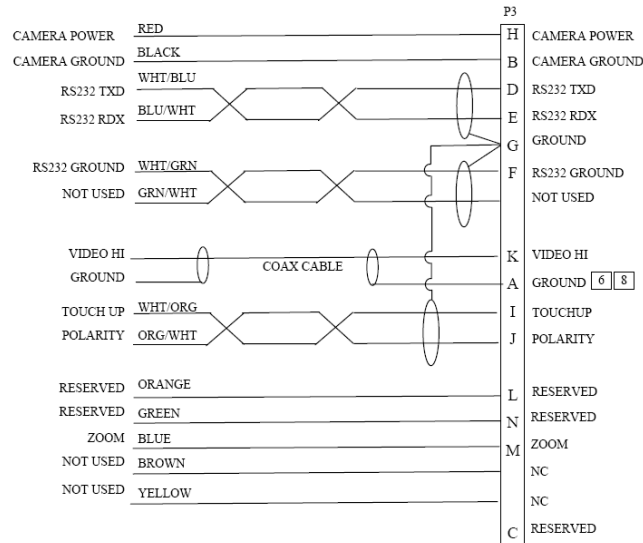 P3
RED
CAMERA POWER H CAMERA POWER
BLACK
CAMERA GROUND B CAMERA GROUND
WHT/BLU
RS232 TXD D RS232 TXD
BLU/WHT
RS232 RDX E RS232 RDX
G GROUND
RS232 GROUND WHT/GRN F RS232 GROUND
NOT USED GRN/WHT NOT USED
VIDEO HI K VIDEO HI
COAX CABLE
GROUND A GROUND 6 8
TOUCH UP WHT/ORG I TOUCHUP
POLARITY ORG/WHT J POLARITY
RESERVED ORANGE L RESERVED
RESERVED GREEN N RESERVED
ZOOM BLUE M ZOOM
NOT USED BROWN NC
NOT USED YELLOW NC
C RESERVED